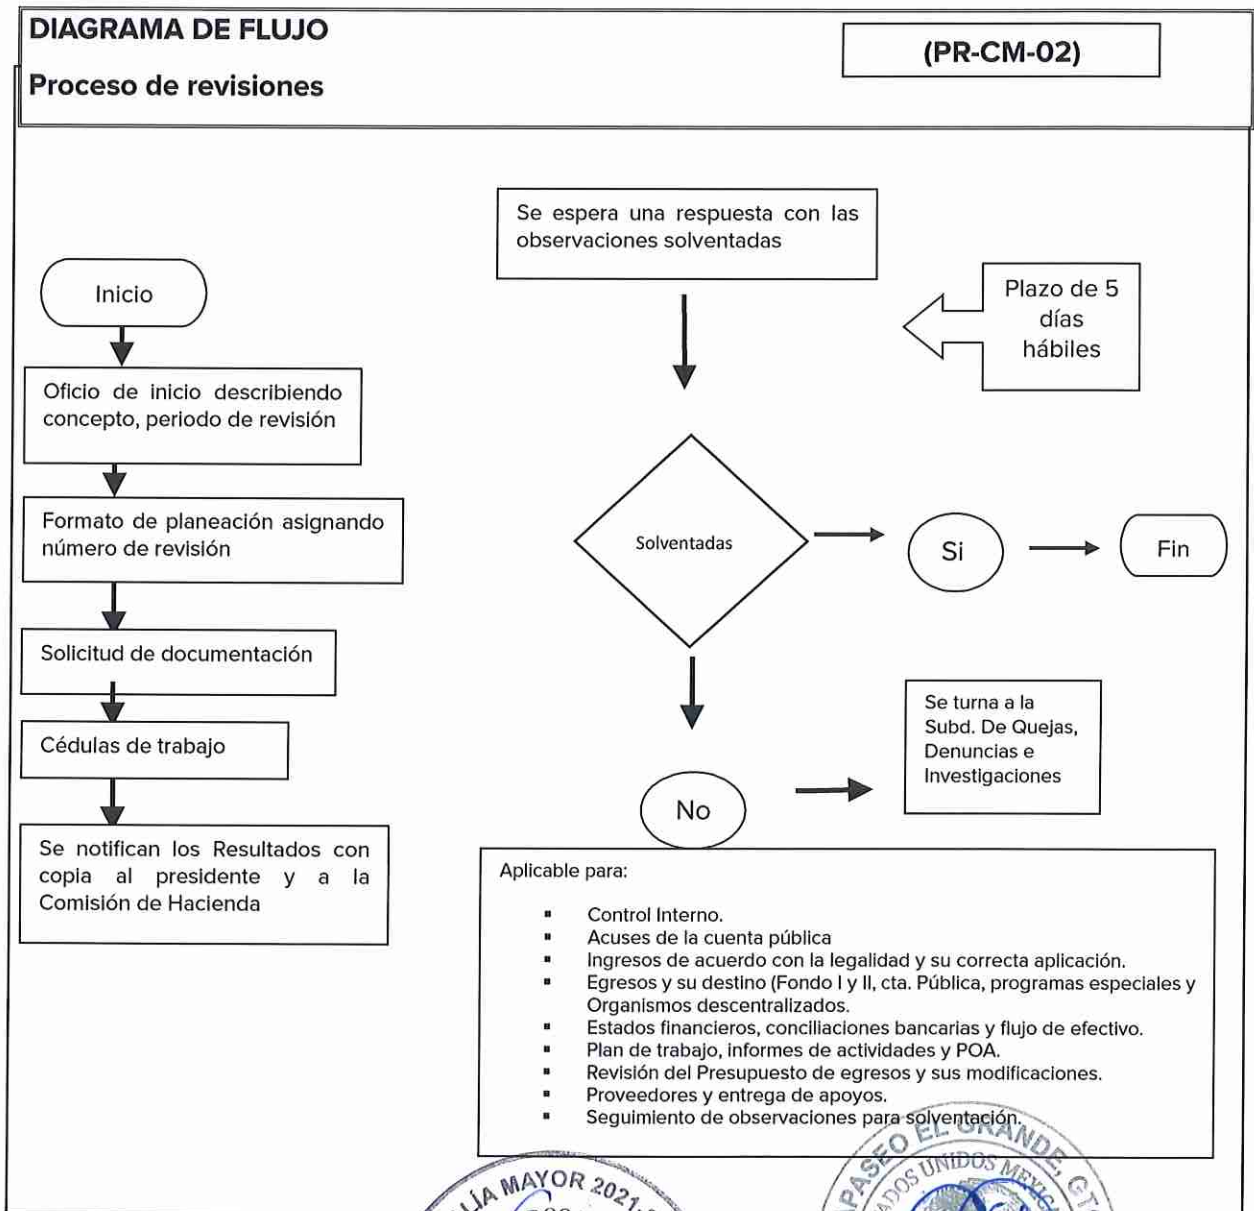 DIAGRAMA DE FLUJO
(PR-CM-02)
Proceso de revisiones
Inicio
Oficio de inicio describiendo
concepto, periodo de revisión
Formato de planeación asignando
número de revisión
Solicitud de documentación
Cédulas de trabajo
Se notifican los Resultados con
copia al presidente y a la
Comisión de Hacienda
Se espera una respuesta con las
observaciones solventadas
Plazo de 5
días
hábiles
Solventadas
Si
Fin
No
Se turna a la
Subd. De Quejas,
Denuncias e
Investigaciones
Aplicable para:
▪ Control Interno.
▪ Acuses de la cuenta pública
▪ Ingresos de acuerdo con la legalidad y su correcta aplicación.
▪ Egresos y su destino (Fondo I y II, cta. Pública, programas especiales y
Organismos descentralizados.
▪ Estados financieros, conciliaciones bancarias y flujo de efectivo.
▪ Plan de trabajo, informes de actividades y POA.
▪ Revisión del Presupuesto de egresos y sus modificaciones.
▪ Proveedores y entrega de apoyos.
▪ Seguimiento de observaciones para solventación.
MAYOR 2021
APASEO EL GRANDE, GTO
UNIDOS